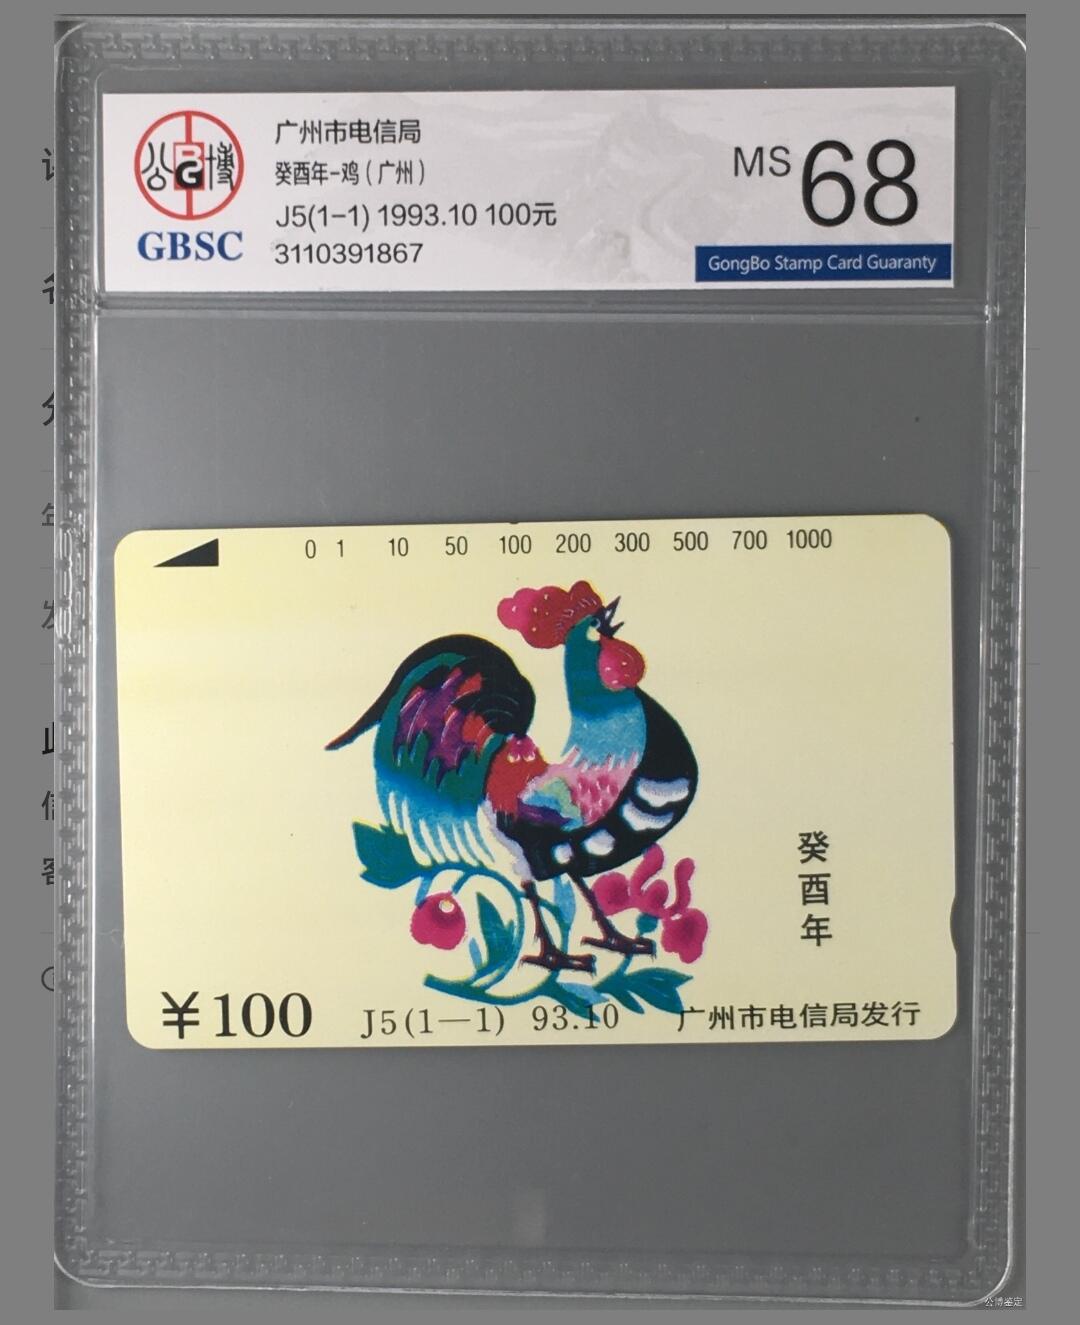 公博
BG
GBSC
广州市电信局
癸酉年-鸡(广州)
J5(1-1) 1993.10 100元
3110391867
MS 68
GongBo Stamp Card Guaranty
0 1 10 50 100 200 300 500 700 1000
癸酉年
¥100 J5(1—1) 93.10 广州市电信局发行
公博鉴定